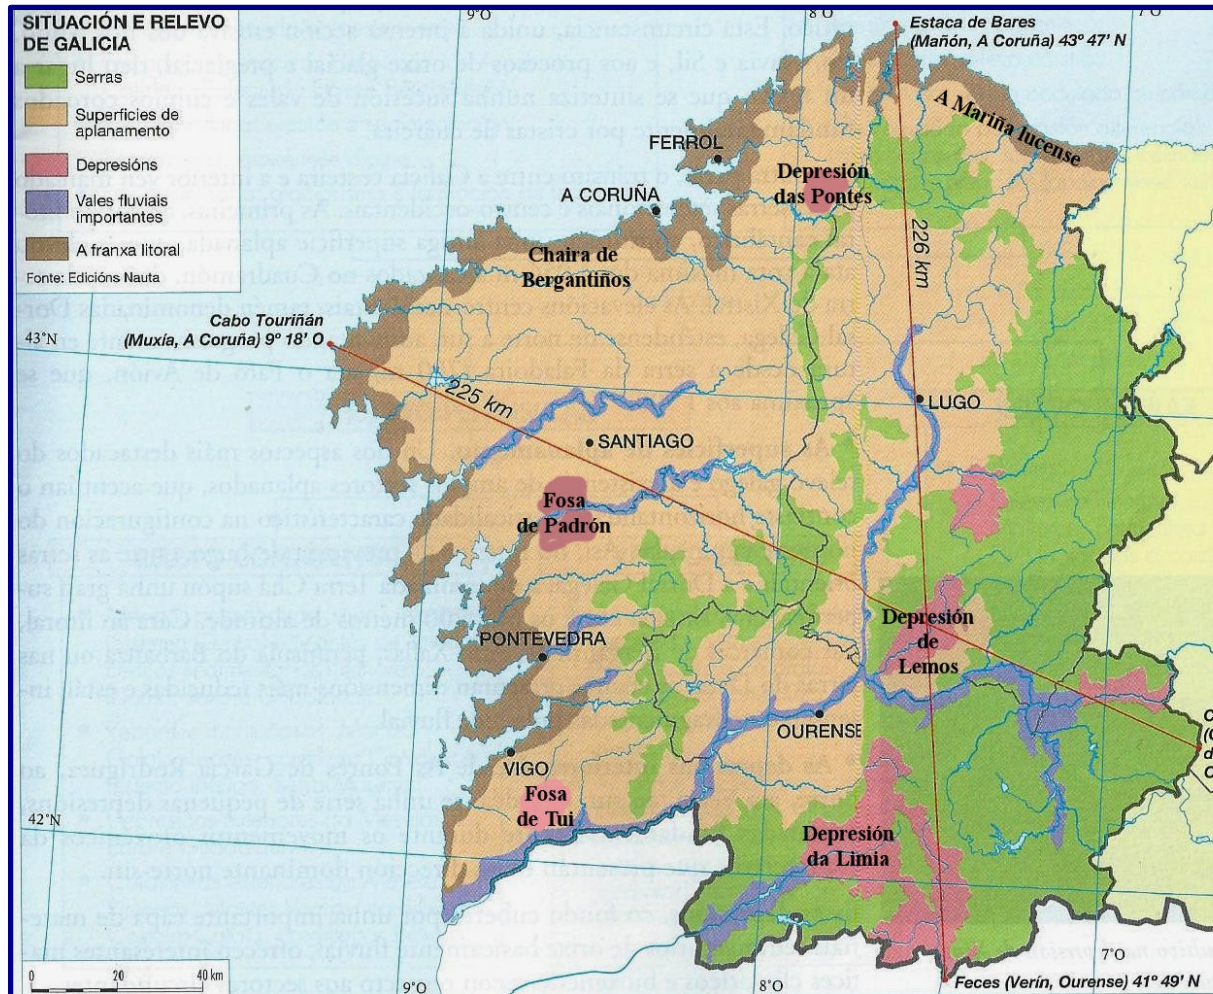 SITUACIÓN E RELEVO
DE GALICIA
Serras
Superficies de
aplanamento
Depresións
Vales fluviais
importantes
A franxa litoral
Fonte: Edicións Nauta
9°O
8°O
7°O
Estaca de Bares
(Mañón, A Coruña) 43º 47' N
A Mariña lucense
FERROL
Depresión
das Pontes
A CORUÑA
226 km
Chaira de
Bergantiños
Cabo Touriñán
(Muxía, A Coruña) 9º 18' O
43°N
225 km
LUGO
SANTIAGO
Fosa
de Padrón
Depresión
de
Lemos
PONTEVEDRA
OURENSE
VIGO
Fosa
de Tui
42°N
Depresión
da Limia
0 20 40 km
9°O
8°O
7°O
Feces (Verín, Ourense) 41º 49' N